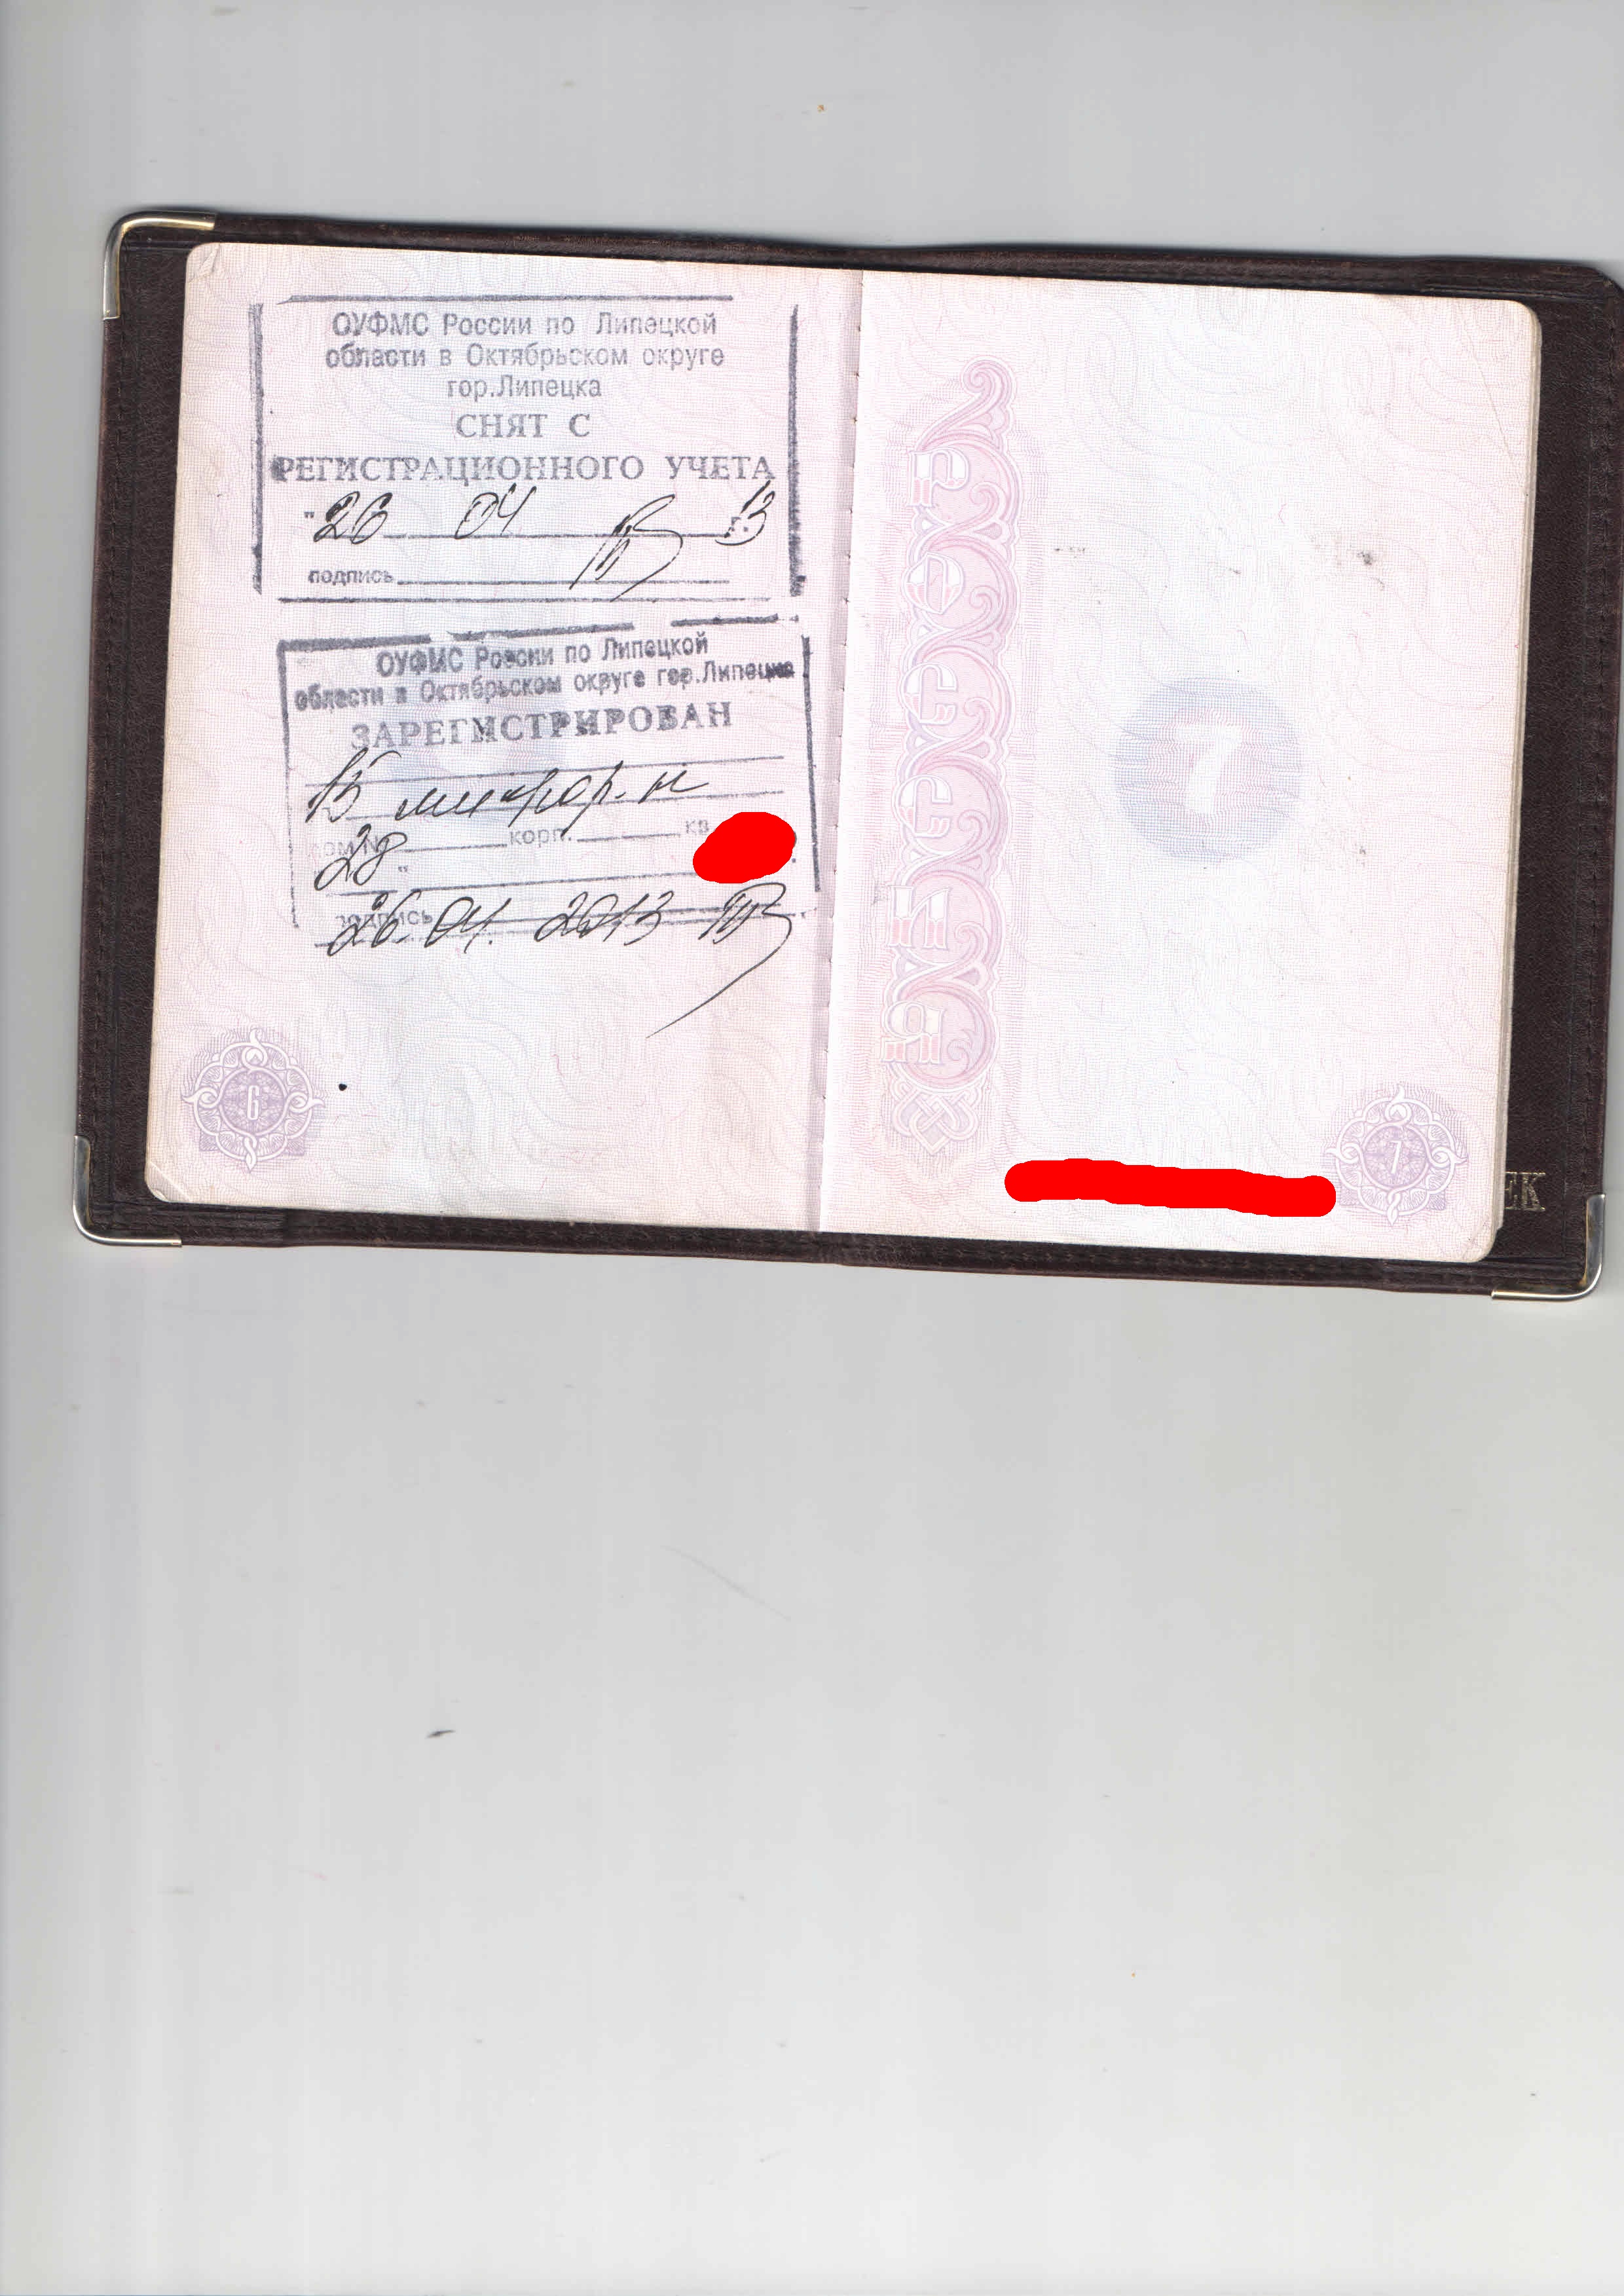 ОУФМС России по Липецкой
области в Октябрьском округе
гор.Липецка
СНЯТ С
РЕГИСТРАЦИОННОГО УЧЕТА
"26 04 г. 13
подпись
ОУФМС России по Липецкой
области в Октябрьском округе гор.Липецка
ЗАРЕГИСТРИРОВАН
15 микрор-н
дом № 28 корп. кв.
"
подпись
26.04. 2013
6
РОССИЯ
7
7
ЕК